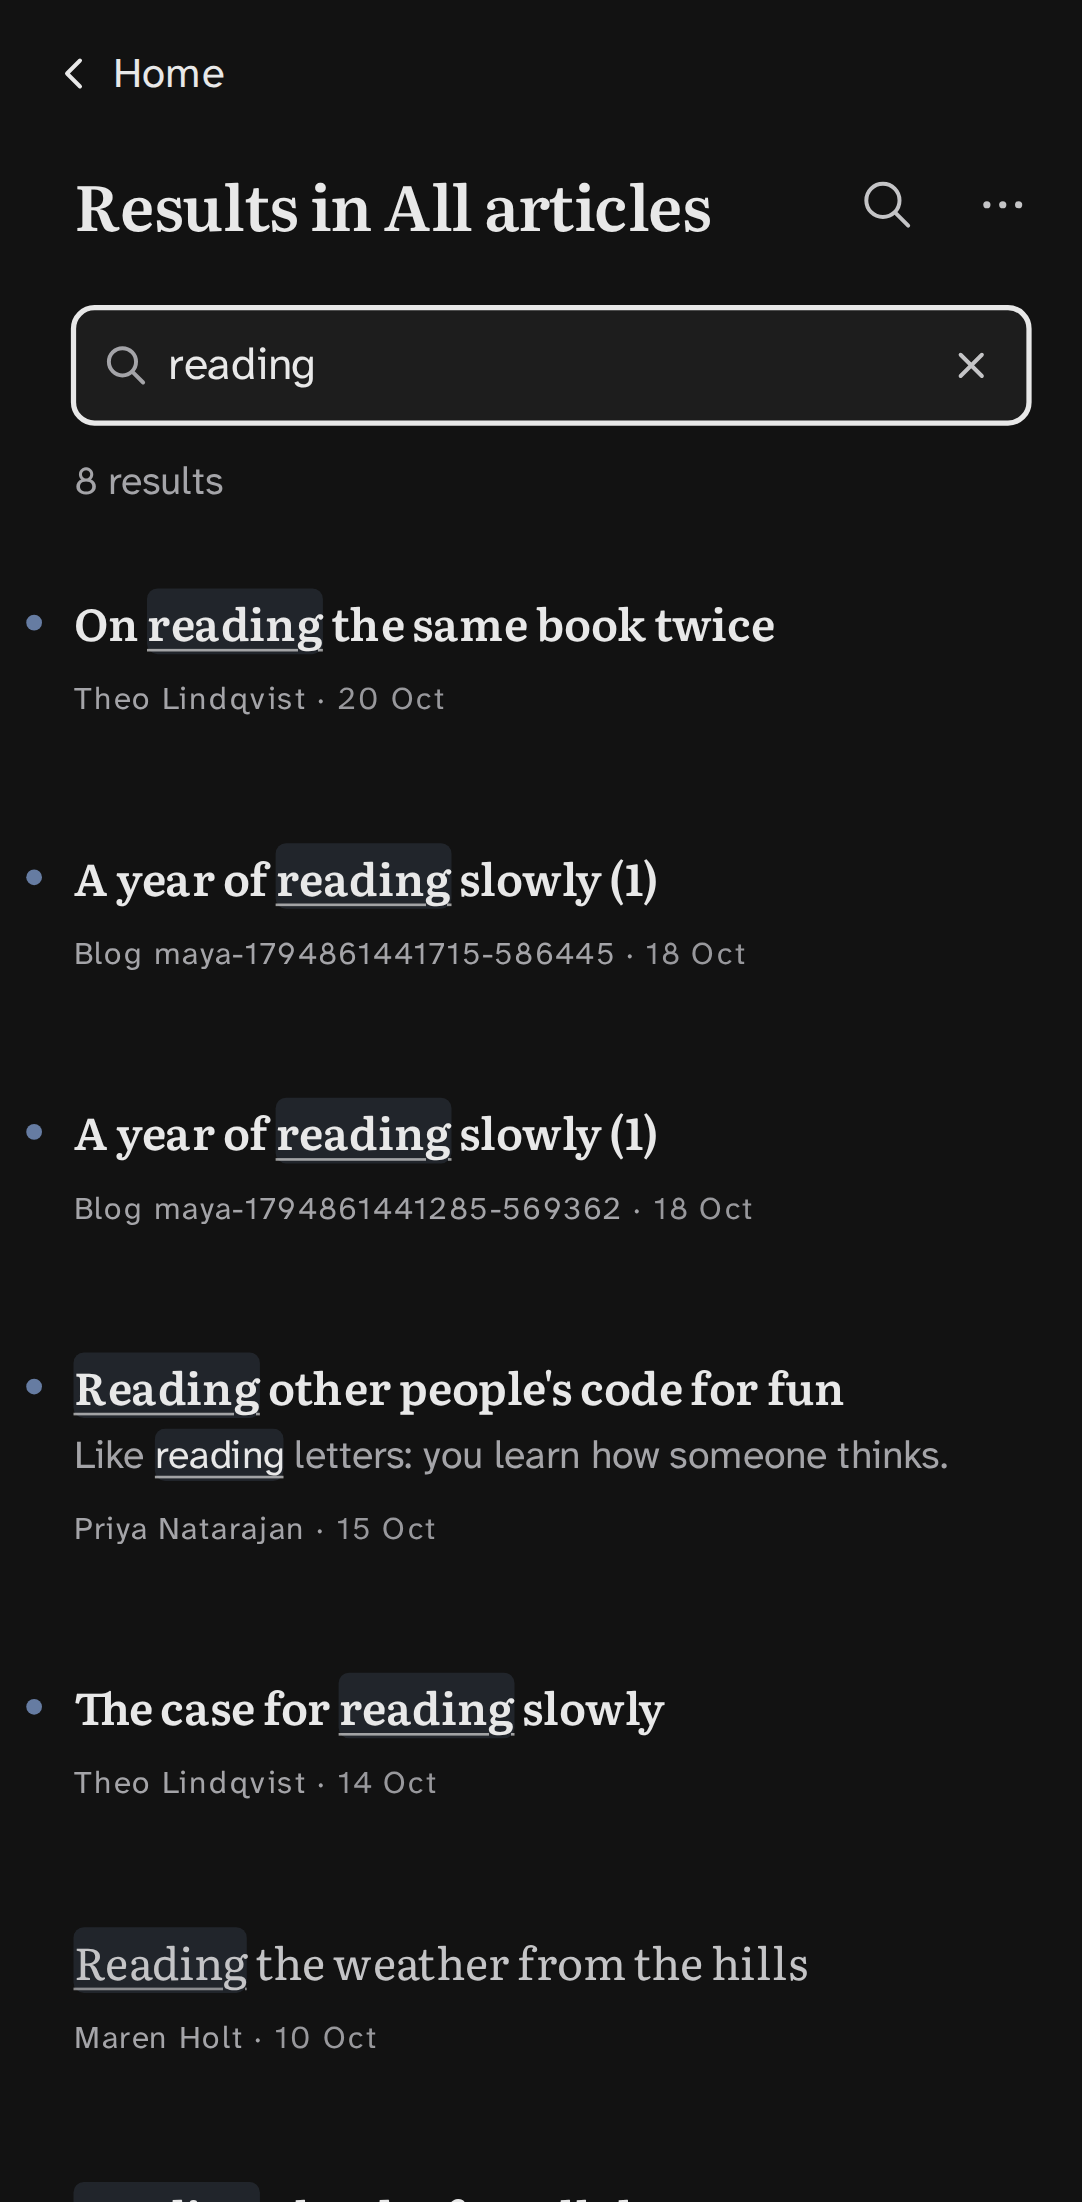 Home
Results in All articles
reading
8 results
On reading the same book twice
Theo Lindqvist · 20 Oct
A year of reading slowly (1)
Blog maya-1794861441715-586445 · 18 Oct
A year of reading slowly (1)
Blog maya-1794861441285-569362 · 18 Oct
Reading other people's code for fun
Like reading letters: you learn how someone thinks.
Priya Natarajan · 15 Oct
The case for reading slowly
Theo Lindqvist · 14 Oct
Reading the weather from the hills
Maren Holt · 10 Oct